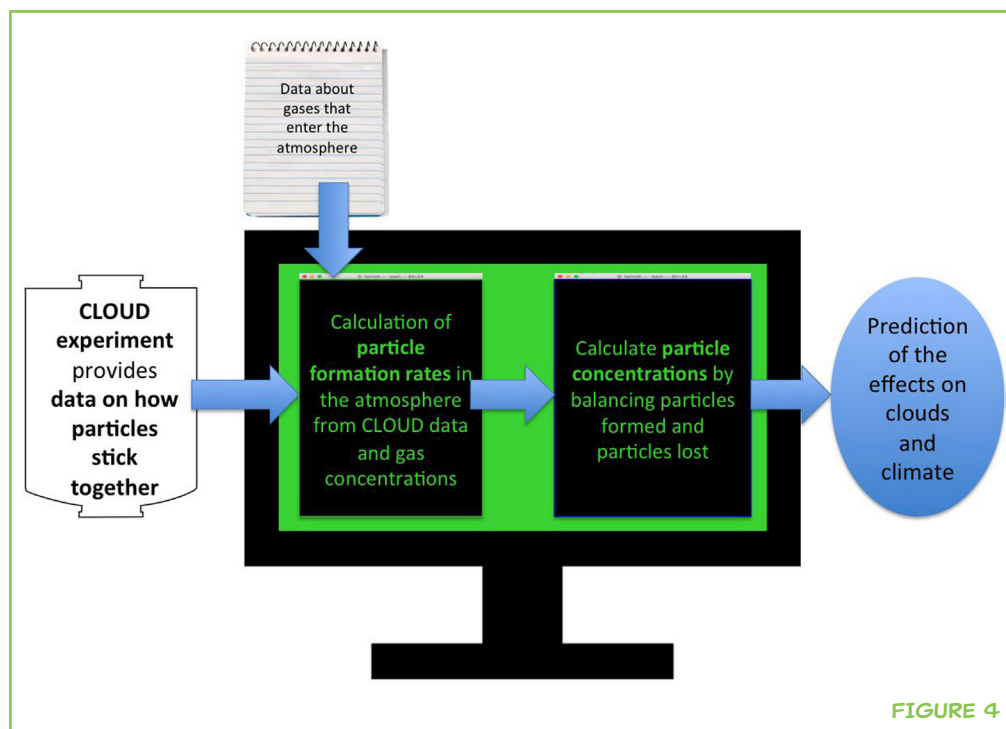 Data about
gases that
enter the
atmosphere
CLOUD
experiment
provides
data on how
particles
stick
together
Calculation of
particle
formation rates in
the atmosphere
from CLOUD data
and gas
concentrations
Calculate particle
concentrations by
balancing particles
formed and
particles lost
Prediction
of the
effects on
clouds
and
climate
FIGURE 4